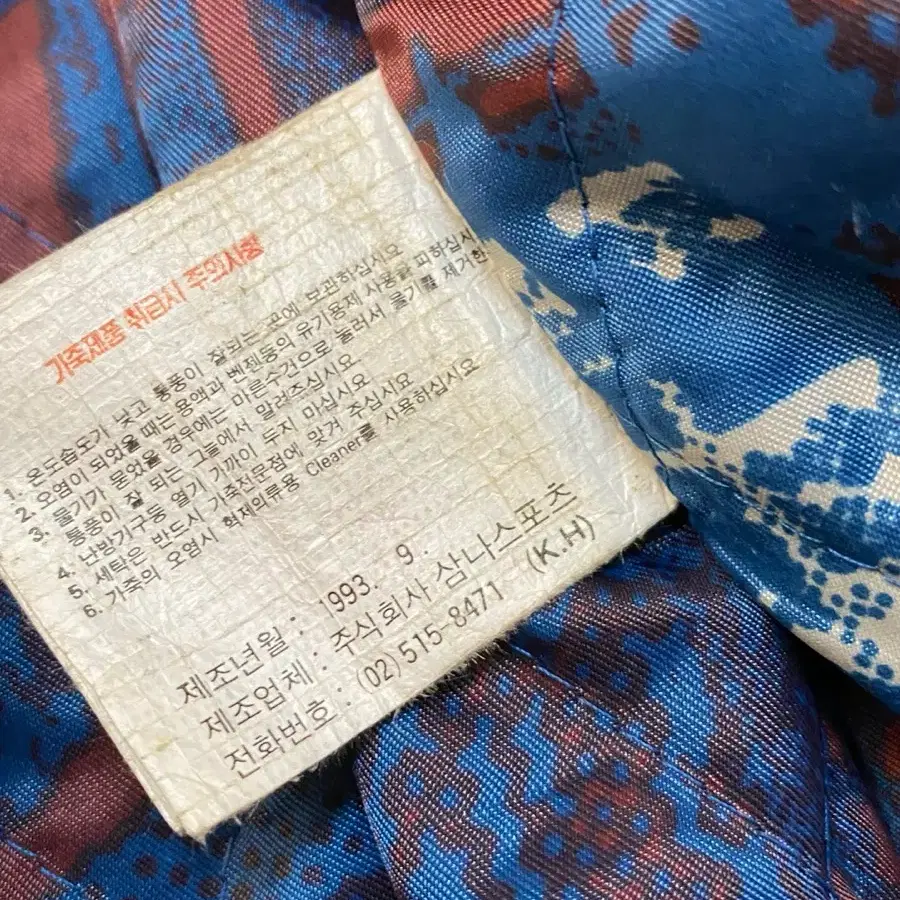 가죽제품 취급시 주의사항
1. 온도습도가 낮고 통풍이 잘되는 곳에 보관하십시요
2. 오염이 되었을 때는 용액과 벤젠등의 유기용제 사용을 피하십시
3. 물기가 묻었을 경우에는 마른수건으로 눌러서 물기를 제거한
통풍이 잘 되는 그늘에서 말려주십시요.
4. 난방기구등 열기 가까이 두지 마십시요
5. 세탁은 반드시 가죽전문점에 맡겨 주십시요
6. 가죽의 오염시 혁저의류용 Cleaner를 사용하십시요
제조년월 : 1993. 9.
제조업체 : 주식회사 삼나스포츠
전화번호 : (02) 515-8471 (K.H)